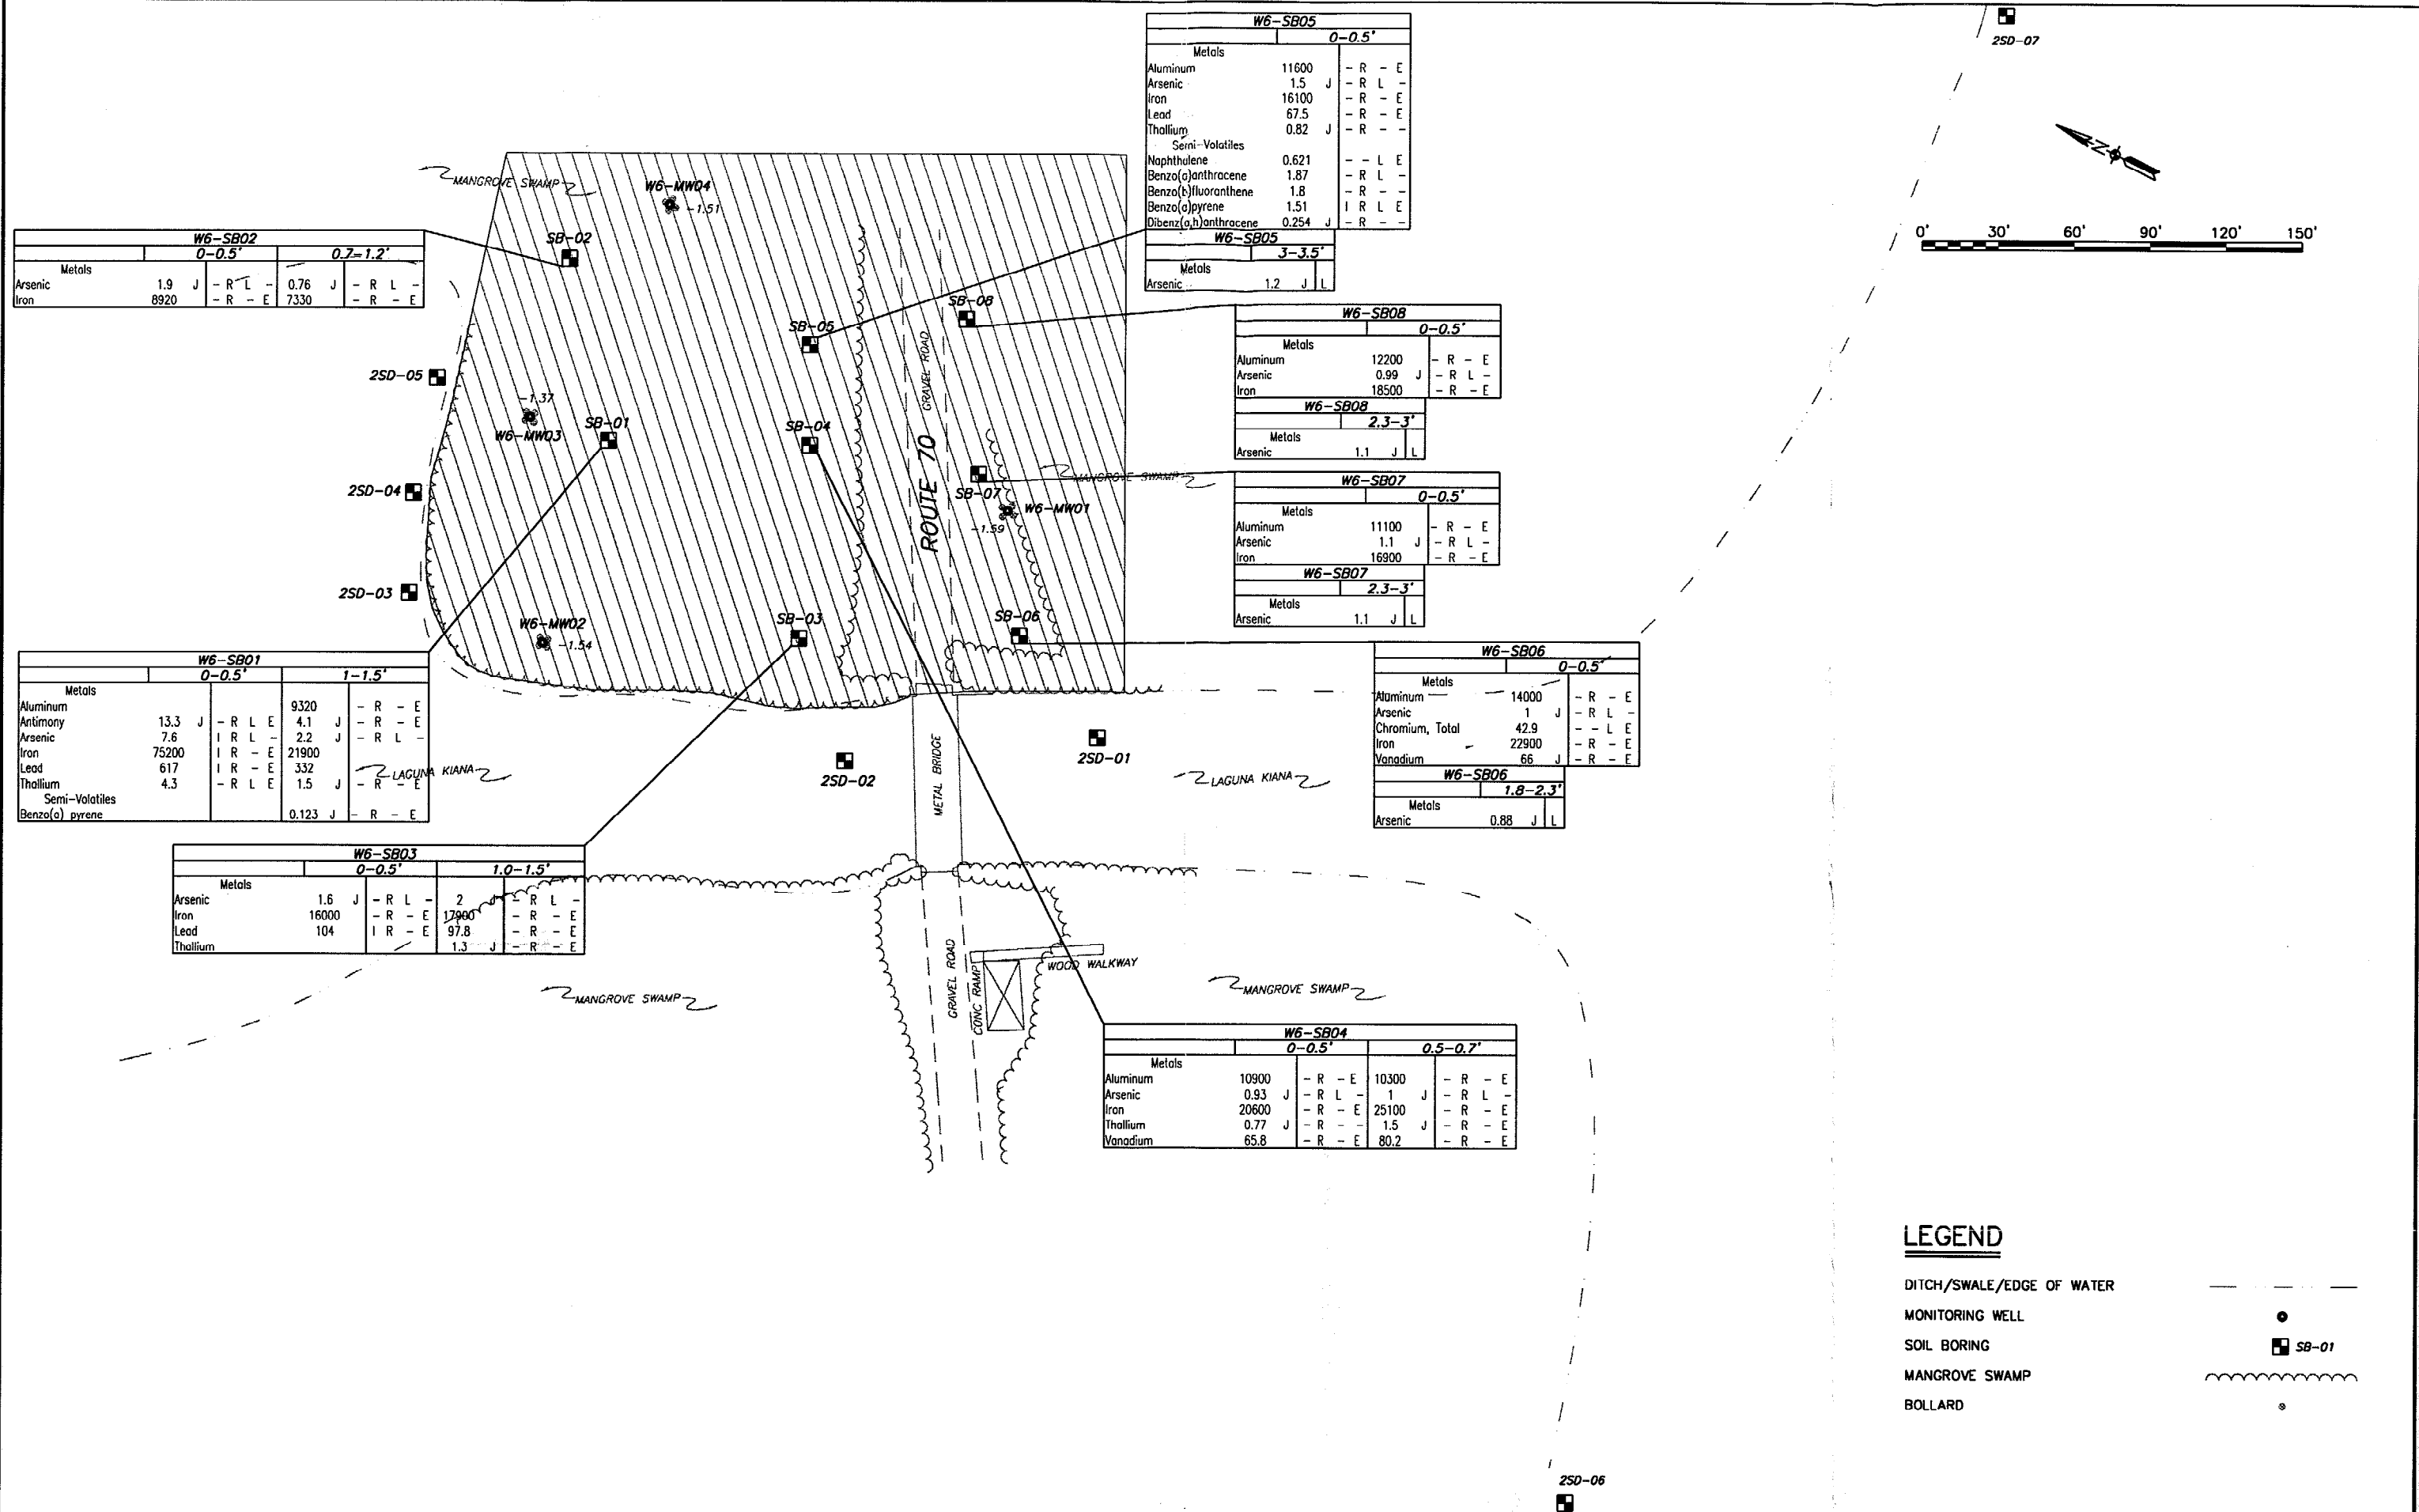 2SD-07
0' 30' 60' 90' 120' 150'
N
W6-SB05
0-0.5'
Metals
Aluminum 11600 - R - E
Arsenic 1.5 J - R L -
Iron 16100 - R - E
Lead 67.5 - R - E
Thallium 0.82 J - R - -
Semi-Volatiles
Naphthulene 0.621 - - L E
Benzo(a)anthracene 1.87 - R L -
Benzo(b)fluoranthene 1.8 - R - -
Benzo(a)pyrene 1.51 I R L E
Dibenz(a,h)anthracene 0.254 J - R - -
W6-SB05
3-3.5'
Metals
Arsenic 1.2 J L
W6-SB08
0-0.5'
Metals
Aluminum 12200 - R - E
Arsenic 0.99 J - R L -
Iron 18500 - R - E
W6-SB08
2.3-3'
Metals
Arsenic 1.1 J L
W6-SB07
0-0.5'
Metals
Aluminum 11100 - R - E
Arsenic 1.1 J - R L -
Iron 16900 - R - E
W6-SB07
2.3-3'
Metals
Arsenic 1.1 J L
W6-SB06
0-0.5'
Metals
Aluminum 14000 - R - E
Arsenic 1 J - R L -
Chromium, Total 42.9 - - L E
Iron 22900 - R - E
Vanadium 66 J - R - E
W6-SB06
1.8-2.3'
Metals
Arsenic 0.88 J L
W6-SB02
0-0.5' 0.7-1.2'
Metals
Arsenic 1.9 J - R L - 0.76 J - R L -
Iron 8920 - R - E 7330 - R - E
MANGROVE SWAMP
W6-MW04
-1.51
SB-02
SB-05
SB-08
2SD-05
-1.37
W6-MW03
SB-01
SB-04
GRAVEL ROAD
ROUTE 70
MANGROVE SWAMP
SB-07
W6-MW01
-1.59
2SD-04
2SD-03
W6-MW02
-1.54
SB-03
SB-06
W6-SB01
0-0.5' 1-1.5'
Metals
Aluminum 9320 - R - E
Antimony 13.3 J - R L E 4.1 J - R - E
Arsenic 7.6 I R L - 2.2 J - R L -
Iron 75200 I R - E 21900
Lead 617 I R - E 332
Thallium 4.3 - R L E 1.5 J - R - E
Semi-Volatiles
Benzo(a) pyrene 0.123 J - R - E
LAGUNA KIANA
2SD-02
METAL BRIDGE
2SD-01
LAGUNA KIANA
W6-SB03
0-0.5' 1.0-1.5'
Metals
Arsenic 1.6 J - R L - 2 J - R L -
Iron 16000 - R - E 17900 - R - E
Lead 104 I R - E 97.8 - R - E
Thallium 1.3 J - R - E
MANGROVE SWAMP
GRAVEL ROAD
CONC RAMP
WOOD WALKWAY
MANGROVE SWAMP
W6-SB04
0-0.5' 0.5-0.7'
Metals
Aluminum 10900 - R - E 10300 - R - E
Arsenic 0.93 J - R L - 1 J - R L -
Iron 20600 - R - E 25100 - R - E
Thallium 0.77 J - R - - 1.5 J - R - E
Vanadium 65.8 - R - E 80.2 - R - E
2SD-06
LEGEND
DITCH/SWALE/EDGE OF WATER
MONITORING WELL
SOIL BORING SB-01
MANGROVE SWAMP
BOLLARD